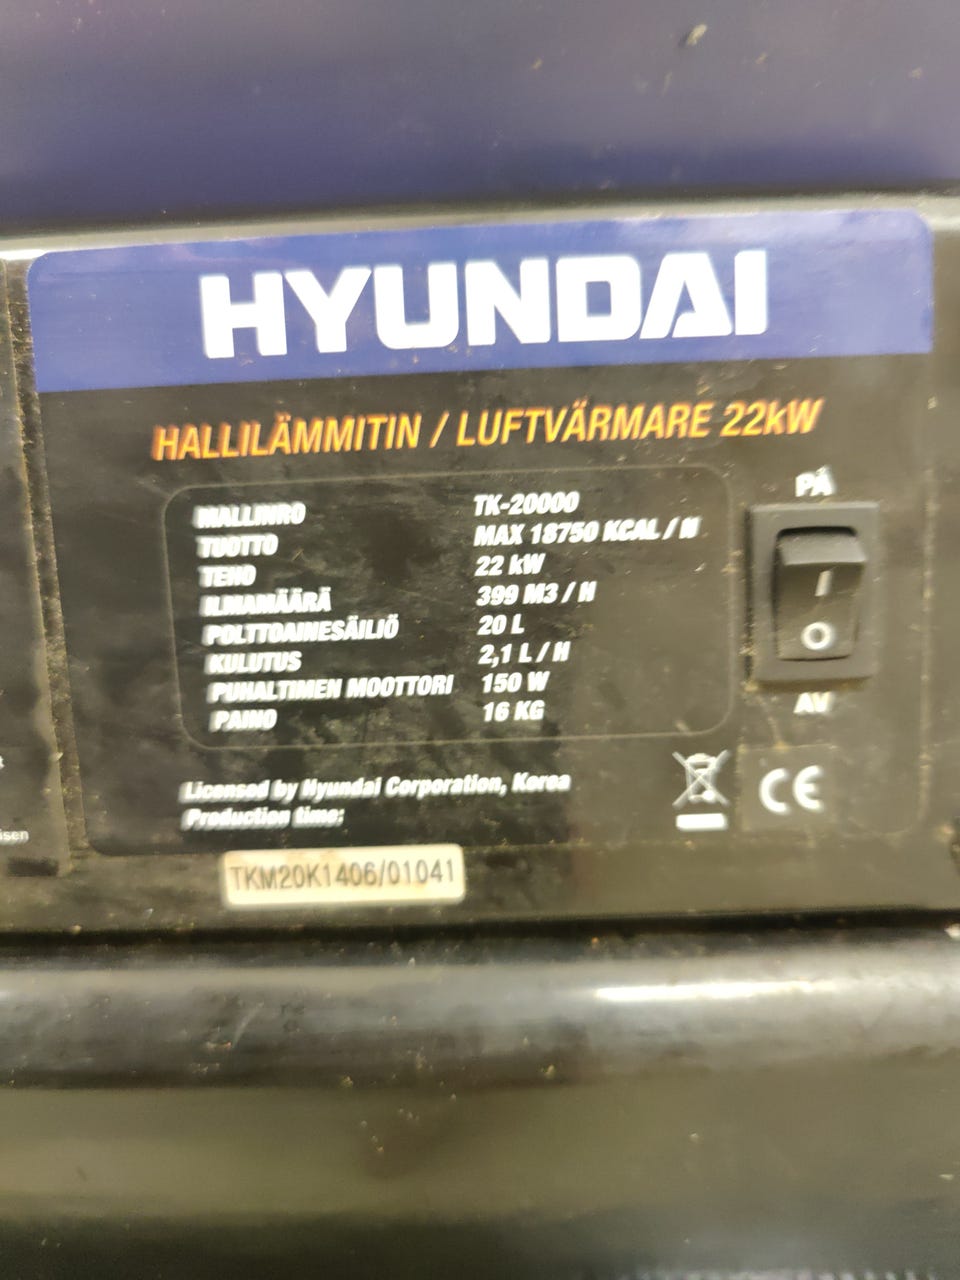 HYUNDAI
HALLILÄMMITIN / LUFTVÄRMARE 22kW
MALLINRO TK-20000
TUOTTO MAX 18750 KCAL / H
TEHO 22 kW
ILMAMÄÄRÄ 399 M3 / H
POLTTOAINESÄILIÖ 20 L
KULUTUS 2,1 L / H
PUHALTIMEN MOOTTORI 150 W
PAINO 16 KG
PÅ
I
O
AV
Licensed by Hyundai Corporation, Korea
Production time:
CE
TKM20K1406/01041